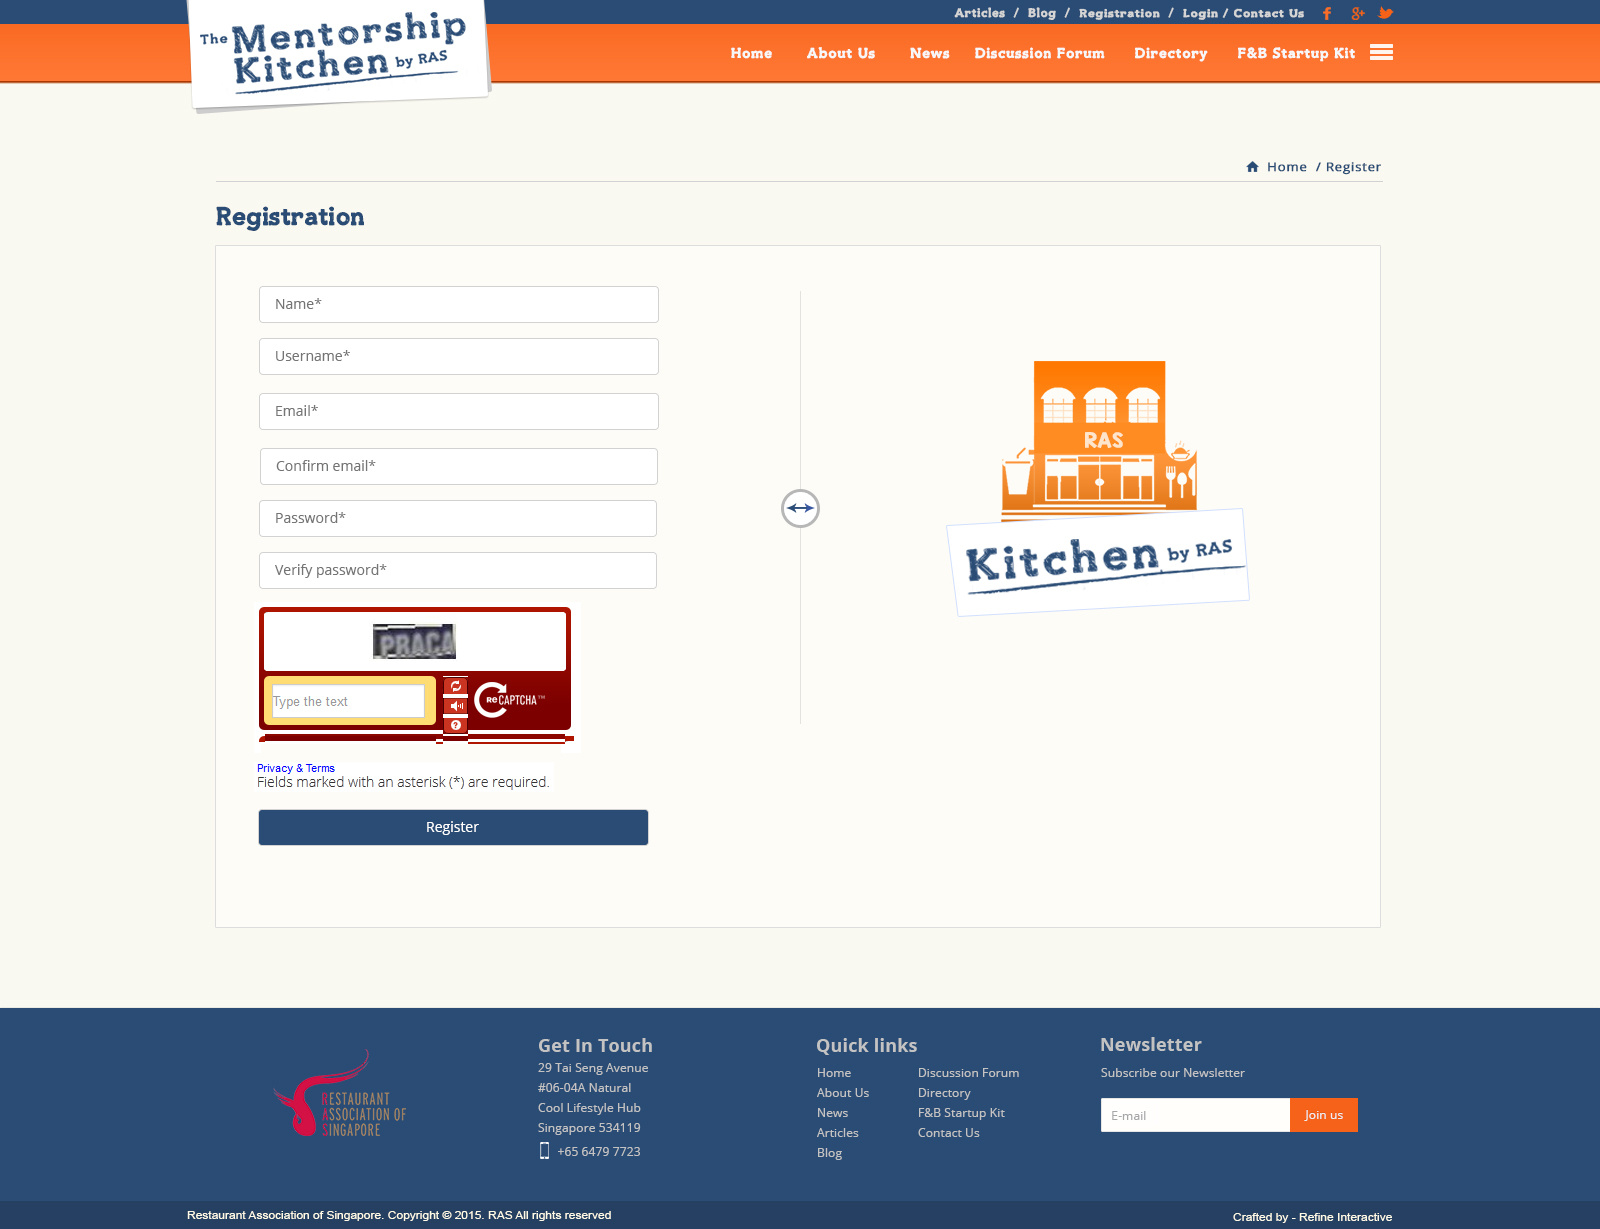 Articles / Blog / Registration / Login / Contact Us
The Mentorship
Kitchen by RAS
Home About Us News Discussion Forum Directory F&B Startup Kit
Home / Register
Registration
Name*
Username*
Email*
Confirm email*
Password*
Verify password*
PRAÇA
Type the text
reCAPTCHA™
Privacy & Terms
Fields marked with an asterisk (*) are required.
Register
RAS
Kitchen by RAS
RESTAURANT
ASSOCIATION OF
SINGAPORE
Get In Touch
29 Tai Seng Avenue
#06-04A Natural
Cool Lifestyle Hub
Singapore 534119
+65 6479 7723
Quick links
Home Discussion Forum
About Us Directory
News F&B Startup Kit
Articles Contact Us
Blog
Newsletter
Subscribe our Newsletter
E-mail Join us
Restaurant Association of Singapore. Copyright © 2015. RAS All rights reserved
Crafted by - Refine Interactive